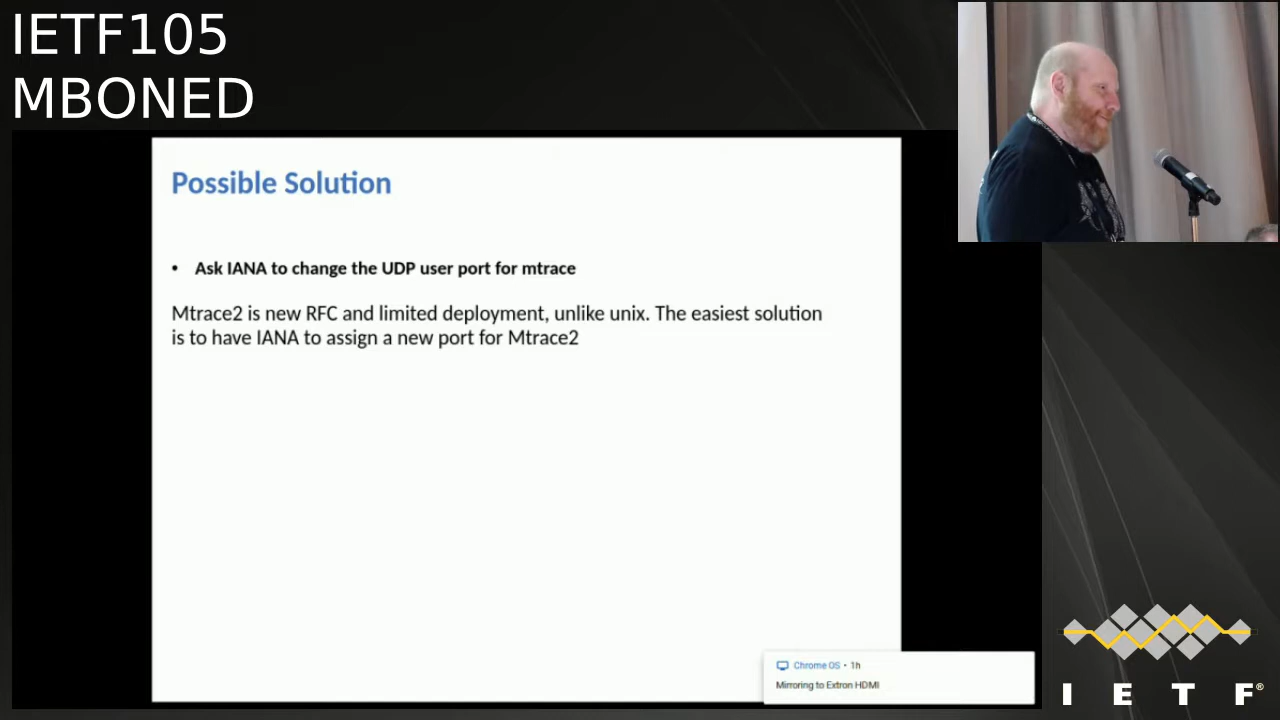 IETF105
MBONED
Possible Solution
• Ask IANA to change the UDP user port for mtrace
Mtrace2 is new RFC and limited deployment, unlike unix. The easiest solution
is to have IANA to assign a new port for Mtrace2
Chrome OS • 1h
Mirroring to Extron HDMI
I E T F®